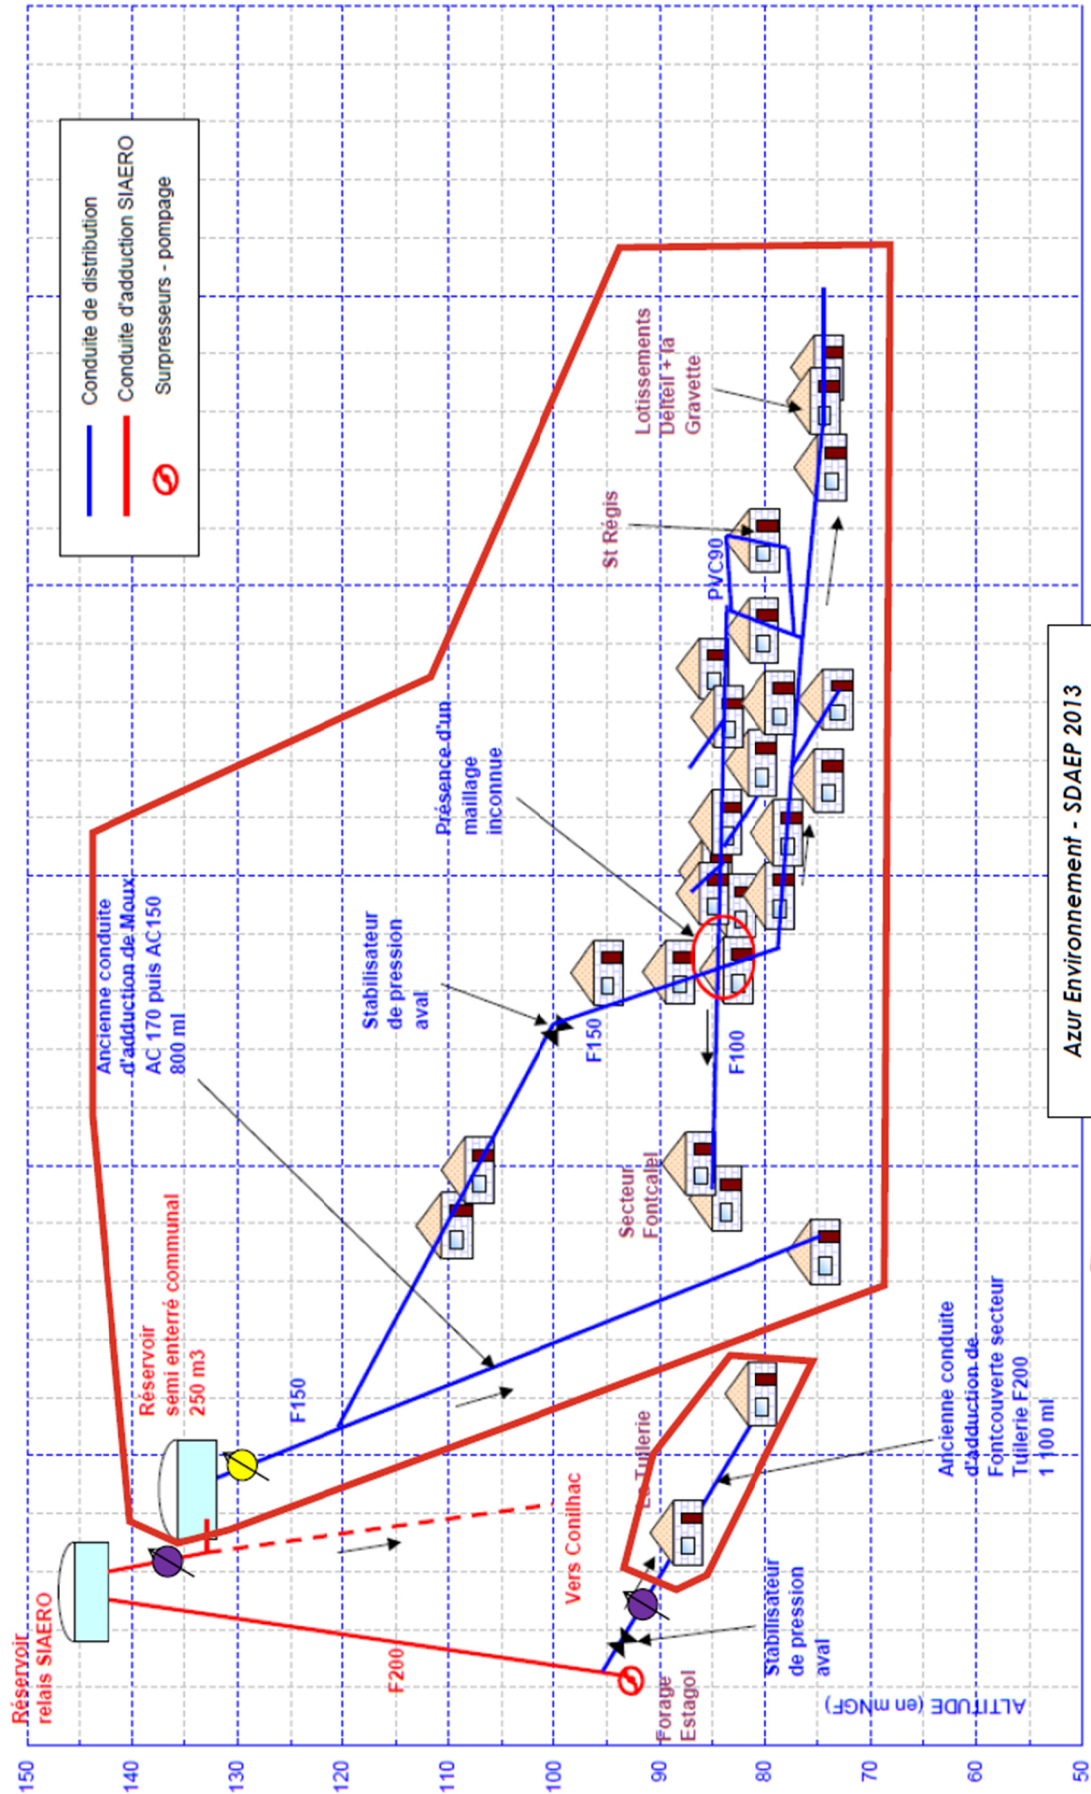 Conduite de distribution
Conduite d'adduction SIAERO
Surpresseurs - pompage
Réservoir
relais SIAERO
Réservoir
semi enterré communal
250 m3
Ancienne conduite
d'adduction de Moux
AC 170 puis AC150
800 ml
F150
Stabilisateur
de pression
aval
F150
Présence d'un
maillage
inconnue
St Régis
Lotissements
Delteil + la
Gravette
PVC90
F100
Secteur
Fontcalel
F200
Vers Conilhac
La Tuilerie
Forage
Estagol
Stabilisateur
de pression
aval
Ancienne conduite
d'adduction de
Fontcouverte secteur
Tuilerie F200
1 100 ml
ALTITUDE (en mNGF)
150
140
130
120
110
100
90
80
70
60
50
Azur Environnement - SDAEP 2013